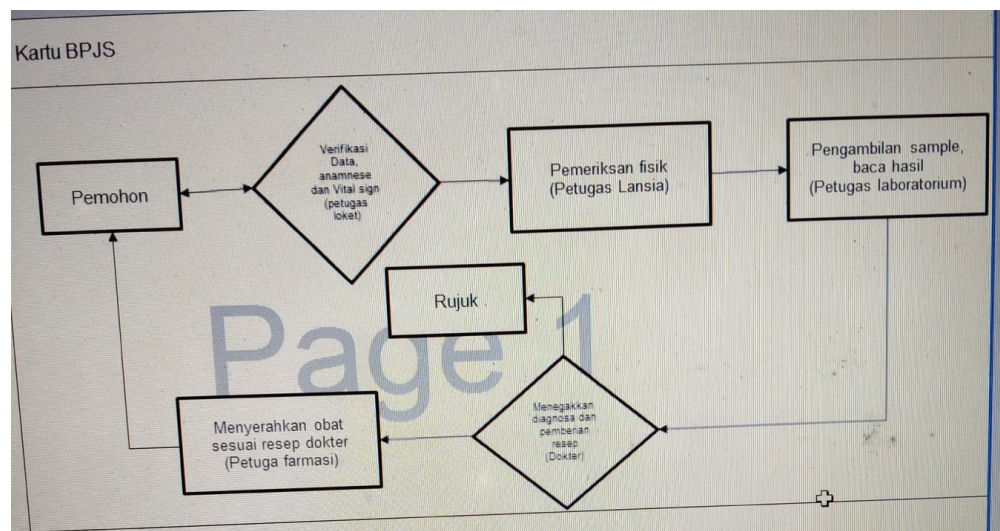 Kartu BPJS
Pemohon
Verifikasi
Data,
anamnese
dan Vital sign
(petugas
loket)
Pemeriksan fisik
(Petugas Lansia)
Pengambilan sample,
baca hasil
(Petugas laboratorium)
Rujuk
Page 1
Menegakkan
diagnosa dan
pemberian
resep
(Dokter)
Menyerahkan obat
sesuai resep dokter
(Petuga farmasi)